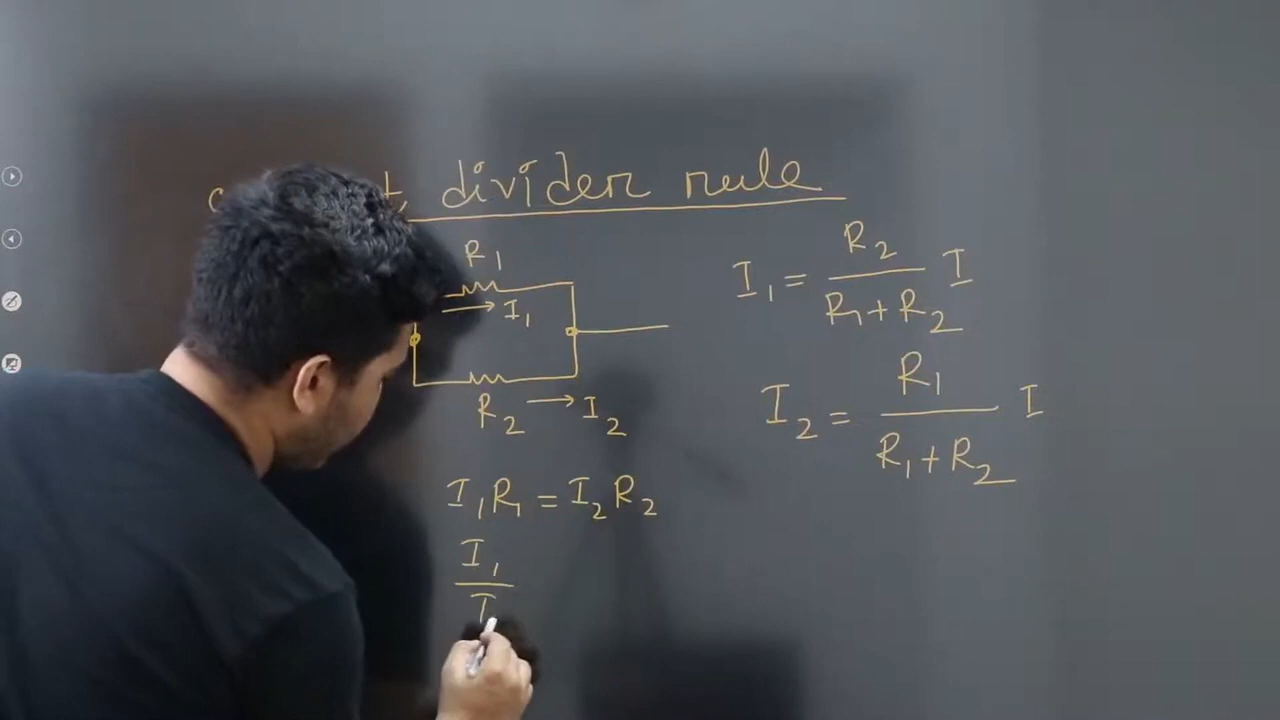 divider rule
R1
I1
R2 → I2
I1R1 = I2R2
I1
I
I1 = R2 / R1+R2 I
I2 = R1 / R1+R2 I